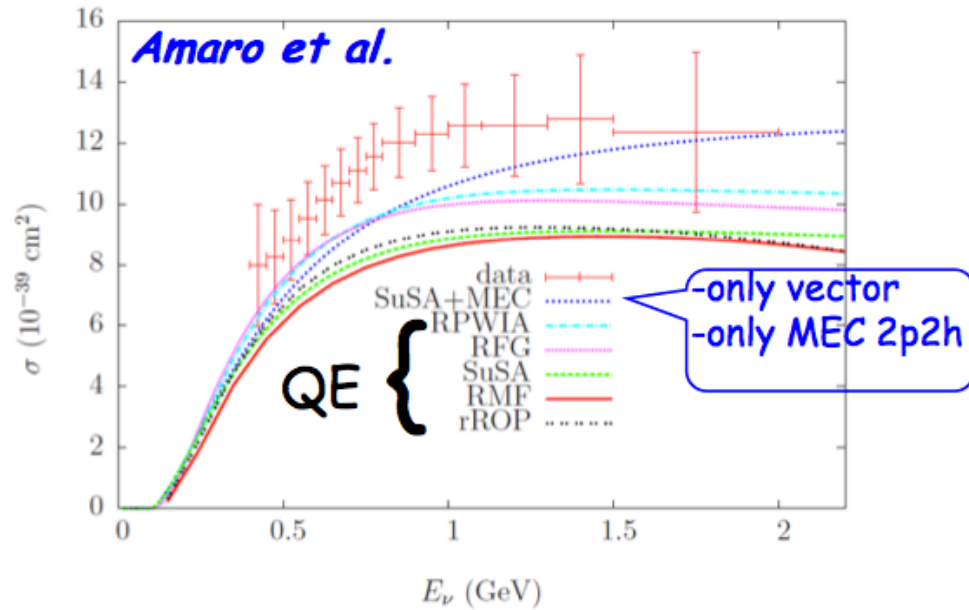 Amaro et al.
16
14
12
10
8
6
4
2
0
σ (10⁻³⁹ cm²)
data
SuSA+MEC
RPWIA
RFG
SuSA
RMF
rROP
QE {
-only vector
-only MEC 2p2h
0 0.5 1 1.5 2
E_ν (GeV)